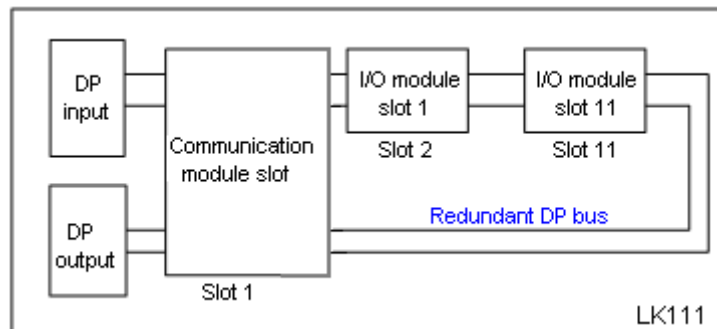 DP
input
Communication
module slot
I/O module
slot 1
Slot 2
I/O module
slot 11
Slot 11
DP
output
Redundant DP bus
Slot 1
LK111